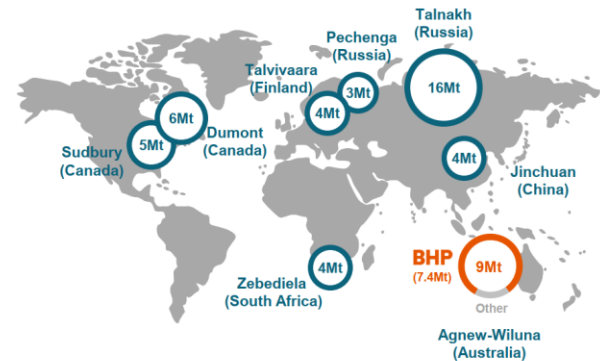 Talnakh
(Russia)
16Mt
Pechenga
(Russia)
3Mt
Talvivaara
(Finland)
4Mt
6Mt
Dumont
(Canada)
5Mt
Sudbury
(Canada)
4Mt
Jinchuan
(China)
4Mt
Zebediela
(South Africa)
BHP
(7.4Mt)
9Mt
Other
Agnew-Wiluna
(Australia)